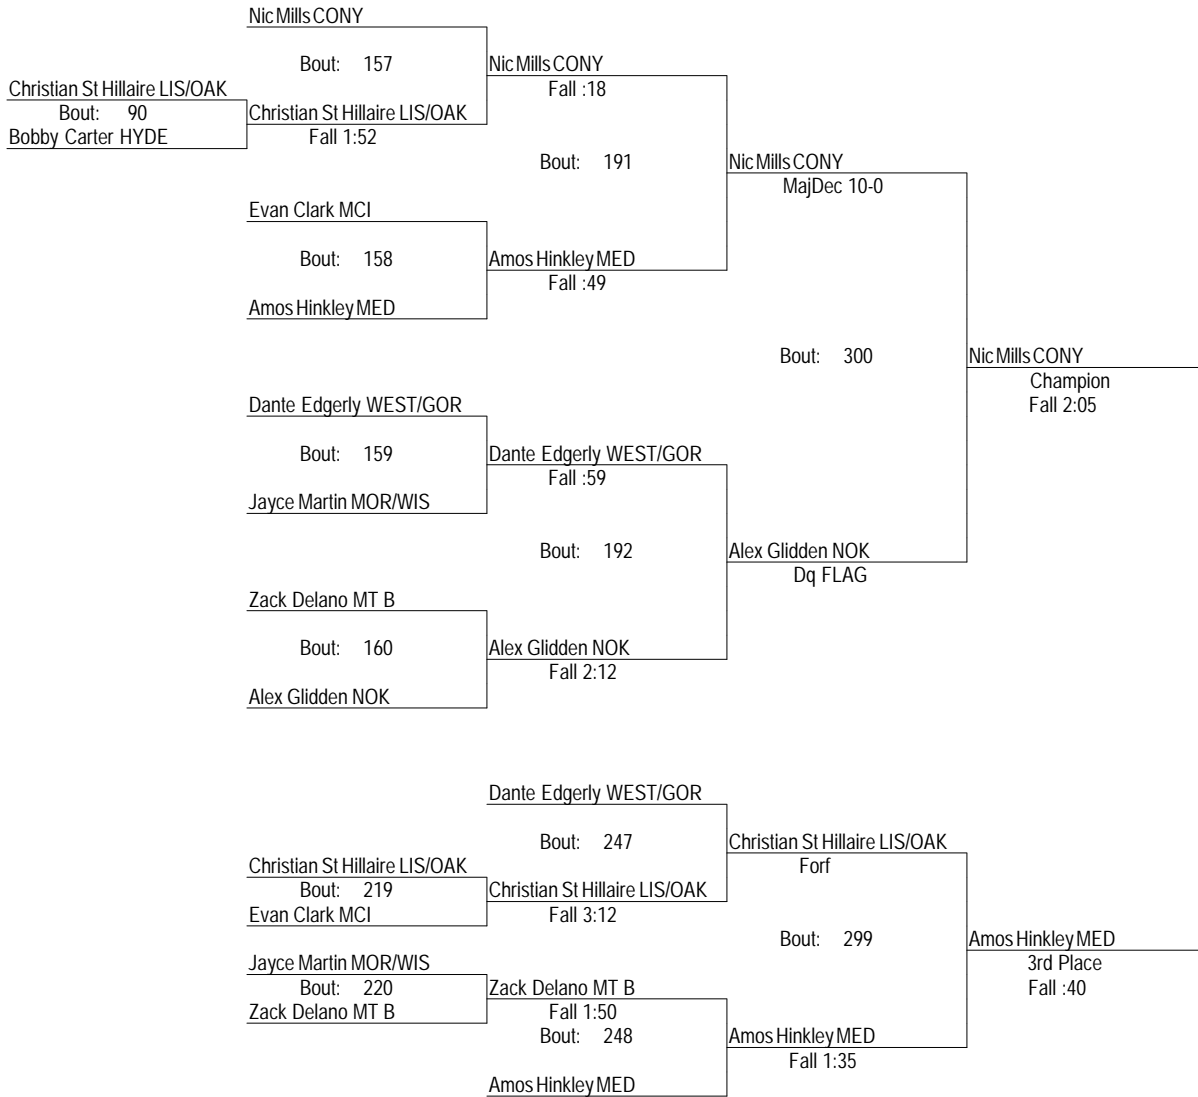 Nic Mills CONY
Bout: 157
Nic Mills CONY
Fall :18
Christian St Hillaire LIS/OAK
Bout: 90
Bobby Carter HYDE
Christian St Hillaire LIS/OAK
Fall 1:52
Bout: 191
Nic Mills CONY
MajDec 10-0
Evan Clark MCI
Bout: 158
Amos Hinkley MED
Fall :49
Amos Hinkley MED
Bout: 300
Nic Mills CONY
Champion
Fall 2:05
Dante Edgerly WEST/GOR
Bout: 159
Dante Edgerly WEST/GOR
Fall :59
Jayce Martin MOR/WIS
Bout: 192
Alex Glidden NOK
Dq FLAG
Zack Delano MT B
Bout: 160
Alex Glidden NOK
Fall 2:12
Alex Glidden NOK
Dante Edgerly WEST/GOR
Bout: 247
Christian St Hillaire LIS/OAK
Forf
Christian St Hillaire LIS/OAK
Bout: 219
Evan Clark MCI
Christian St Hillaire LIS/OAK
Fall 3:12
Bout: 299
Amos Hinkley MED
3rd Place
Fall :40
Jayce Martin MOR/WIS
Bout: 220
Zack Delano MT B
Zack Delano MT B
Fall 1:50
Bout: 248
Amos Hinkley MED
Fall 1:35
Amos Hinkley MED